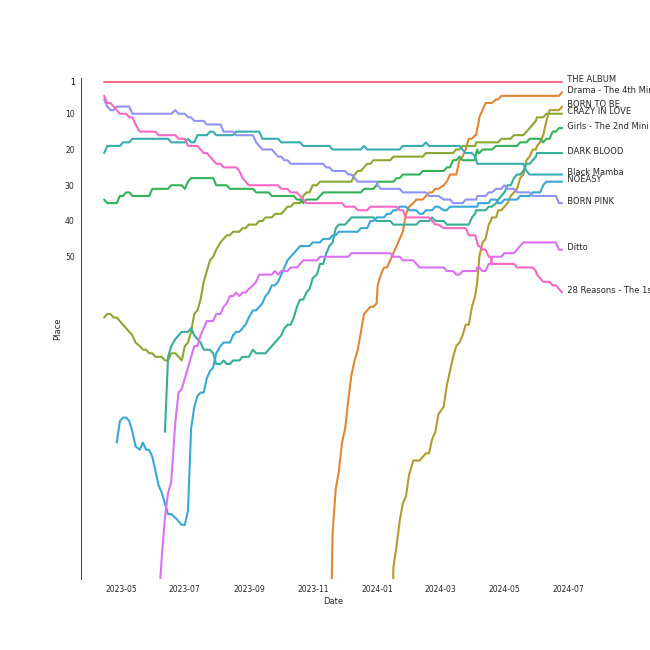 THE ALBUM
1
Drama - The 4th Mini
BORN TO BE
CRAZY IN LOVE
10
Girls - The 2nd Mini
20
DARK BLOOD
Black Mamba
NOEASY
30
BORN PINK
40
Ditto
50
28 Reasons - The 1s
Place
2023-05
2023-07
2023-09
2023-11
2024-01
2024-03
2024-05
2024-07
Date